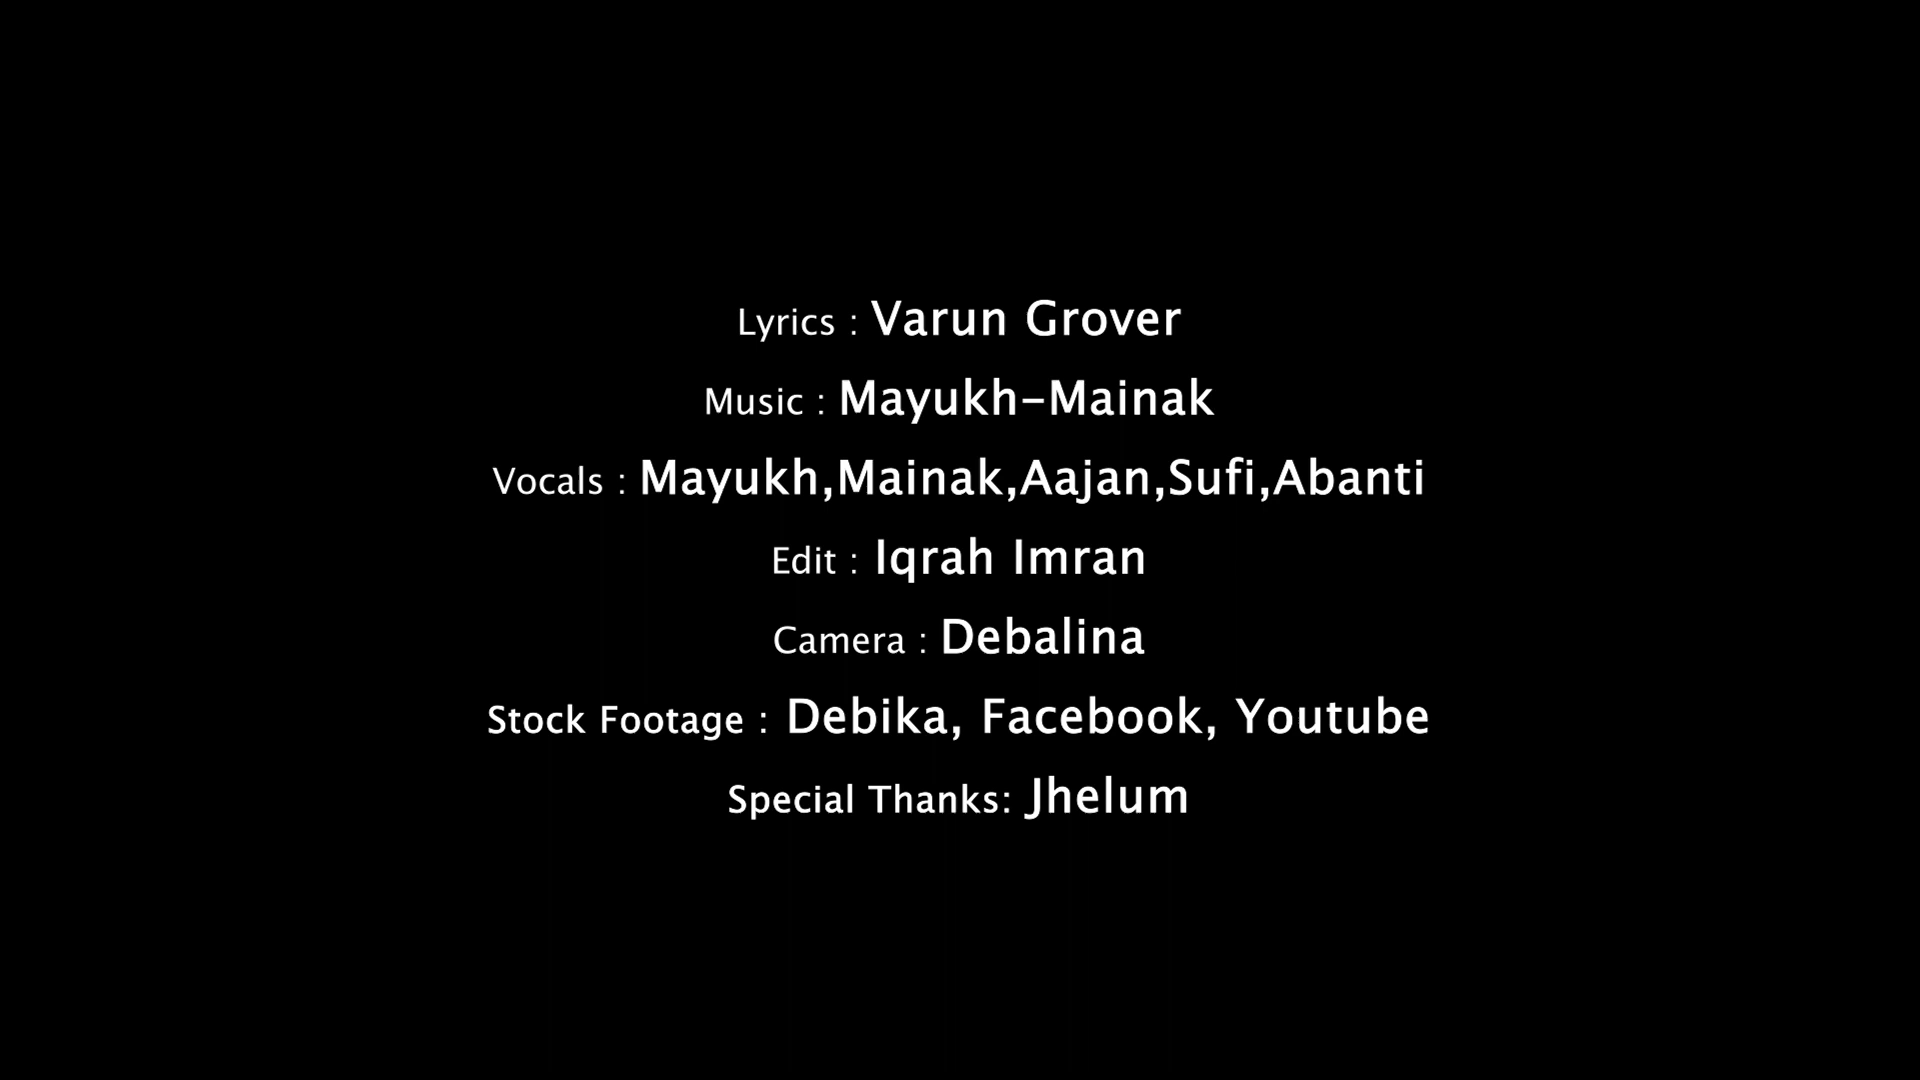 Lyrics : Varun Grover
Music : Mayukh-Mainak
Vocals : Mayukh,Mainak,Aajan,Sufi,Abanti
Edit : Iqrah Imran
Camera : Debalina
Stock Footage : Debika, Facebook, Youtube
Special Thanks: Jhelum